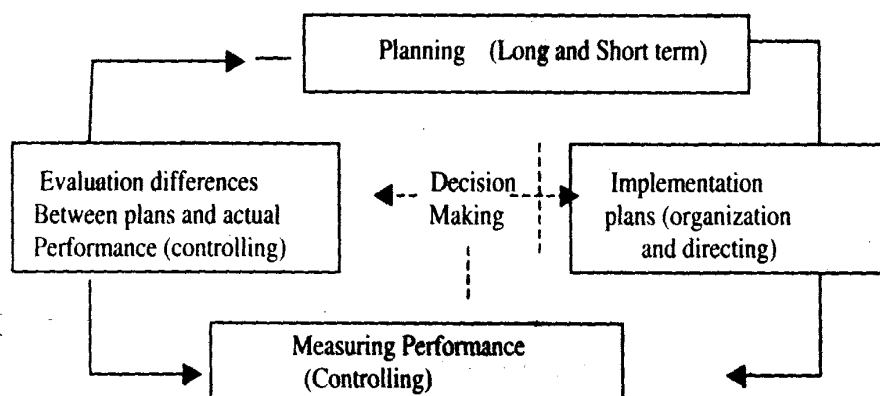 Planning (Long and Short term)
Evaluation differences
Between plans and actual
Performance (controlling)
Decision
Making
Implementation
plans (organization
and directing)
Measuring Performance
(Controlling)